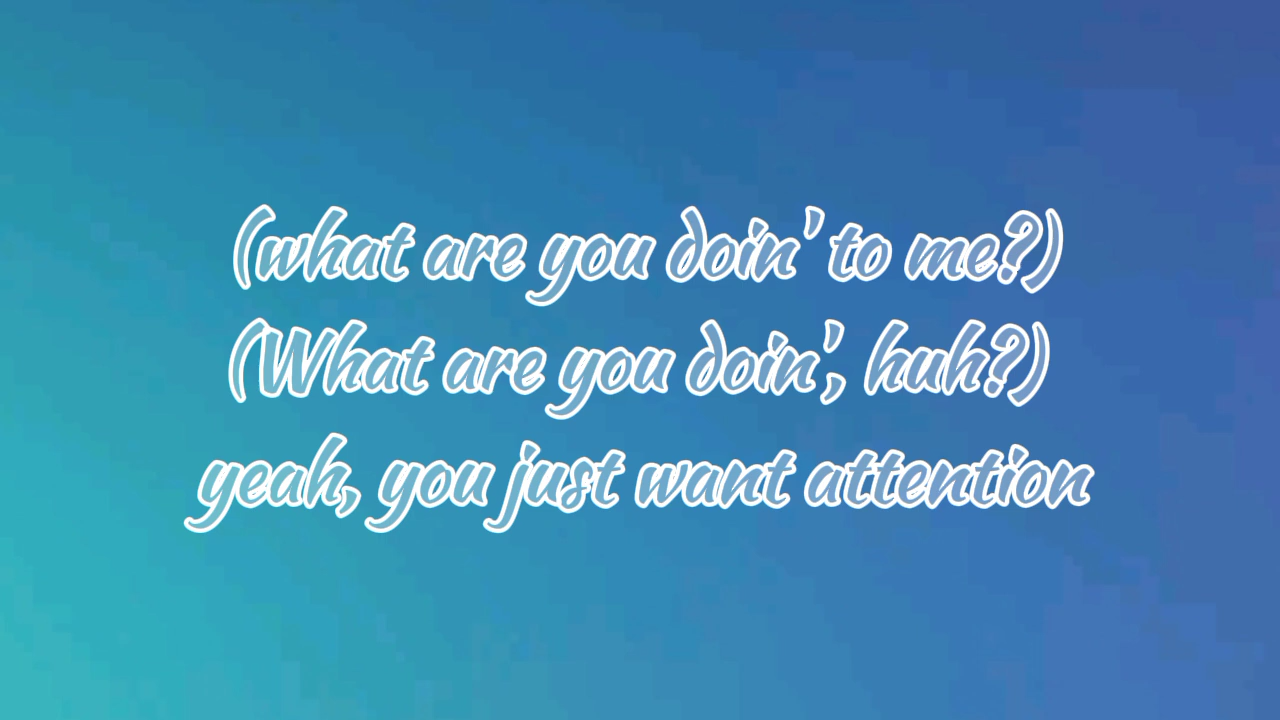 (what are you doin' to me?)
(What are you doin', huh?)
yeah, you just want attention